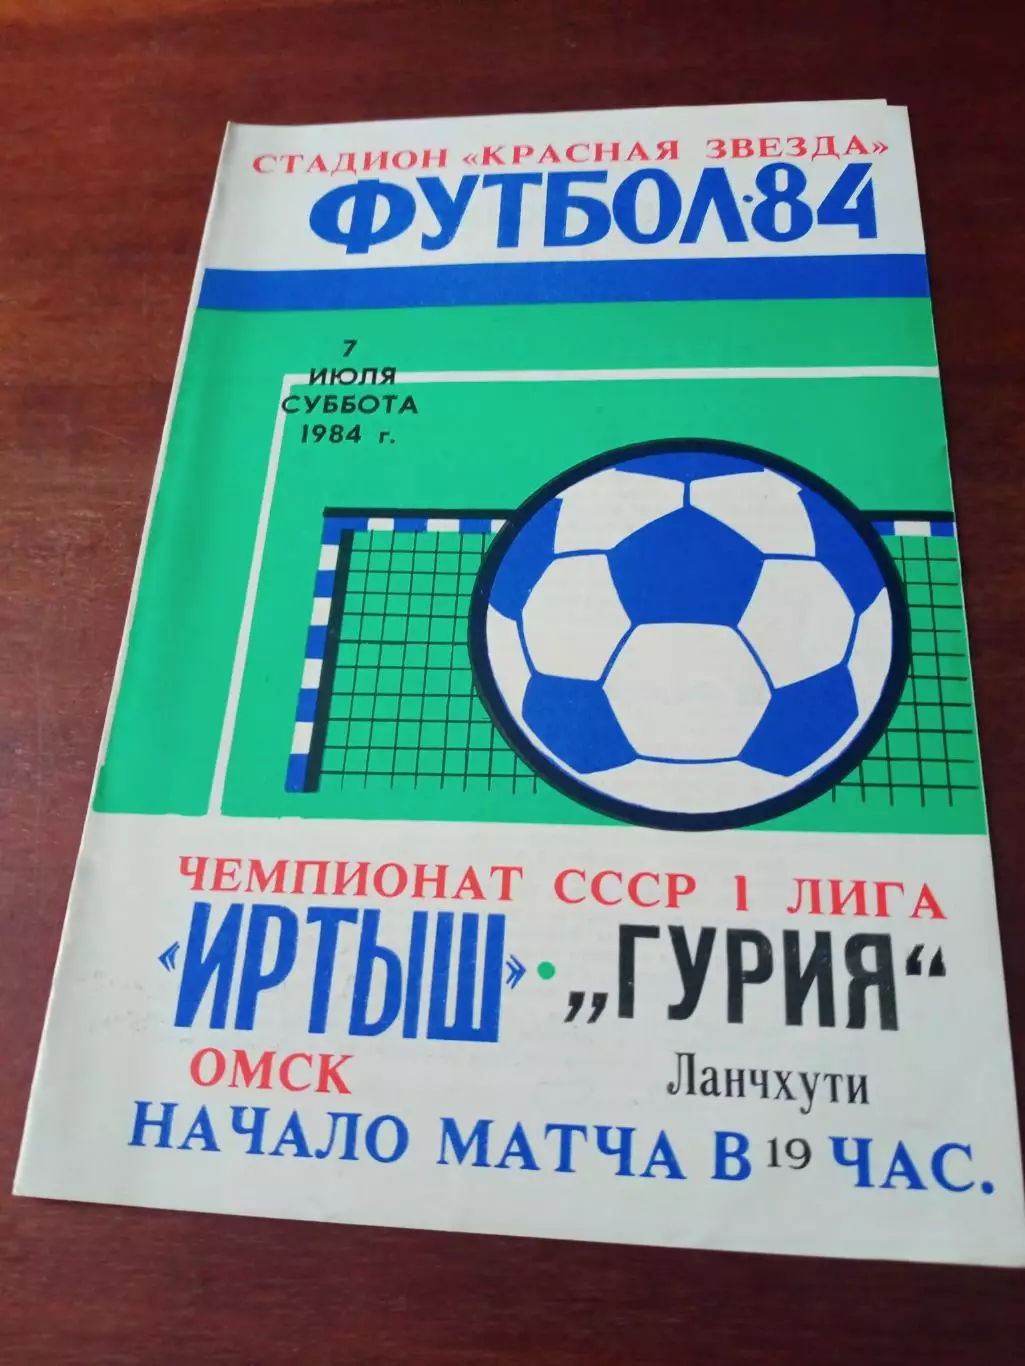 СТАДИОН «КРАСНАЯ ЗВЕЗДА»
ФУТБОЛ·84
7
ИЮЛЯ
СУББОТА
1984 г.
ЧЕМПИОНАТ СССР 1 ЛИГА
«ИРТЫШ» • „ГУРИЯ“
ОМСК Ланчхути
НАЧАЛО МАТЧА В 19 ЧАС.